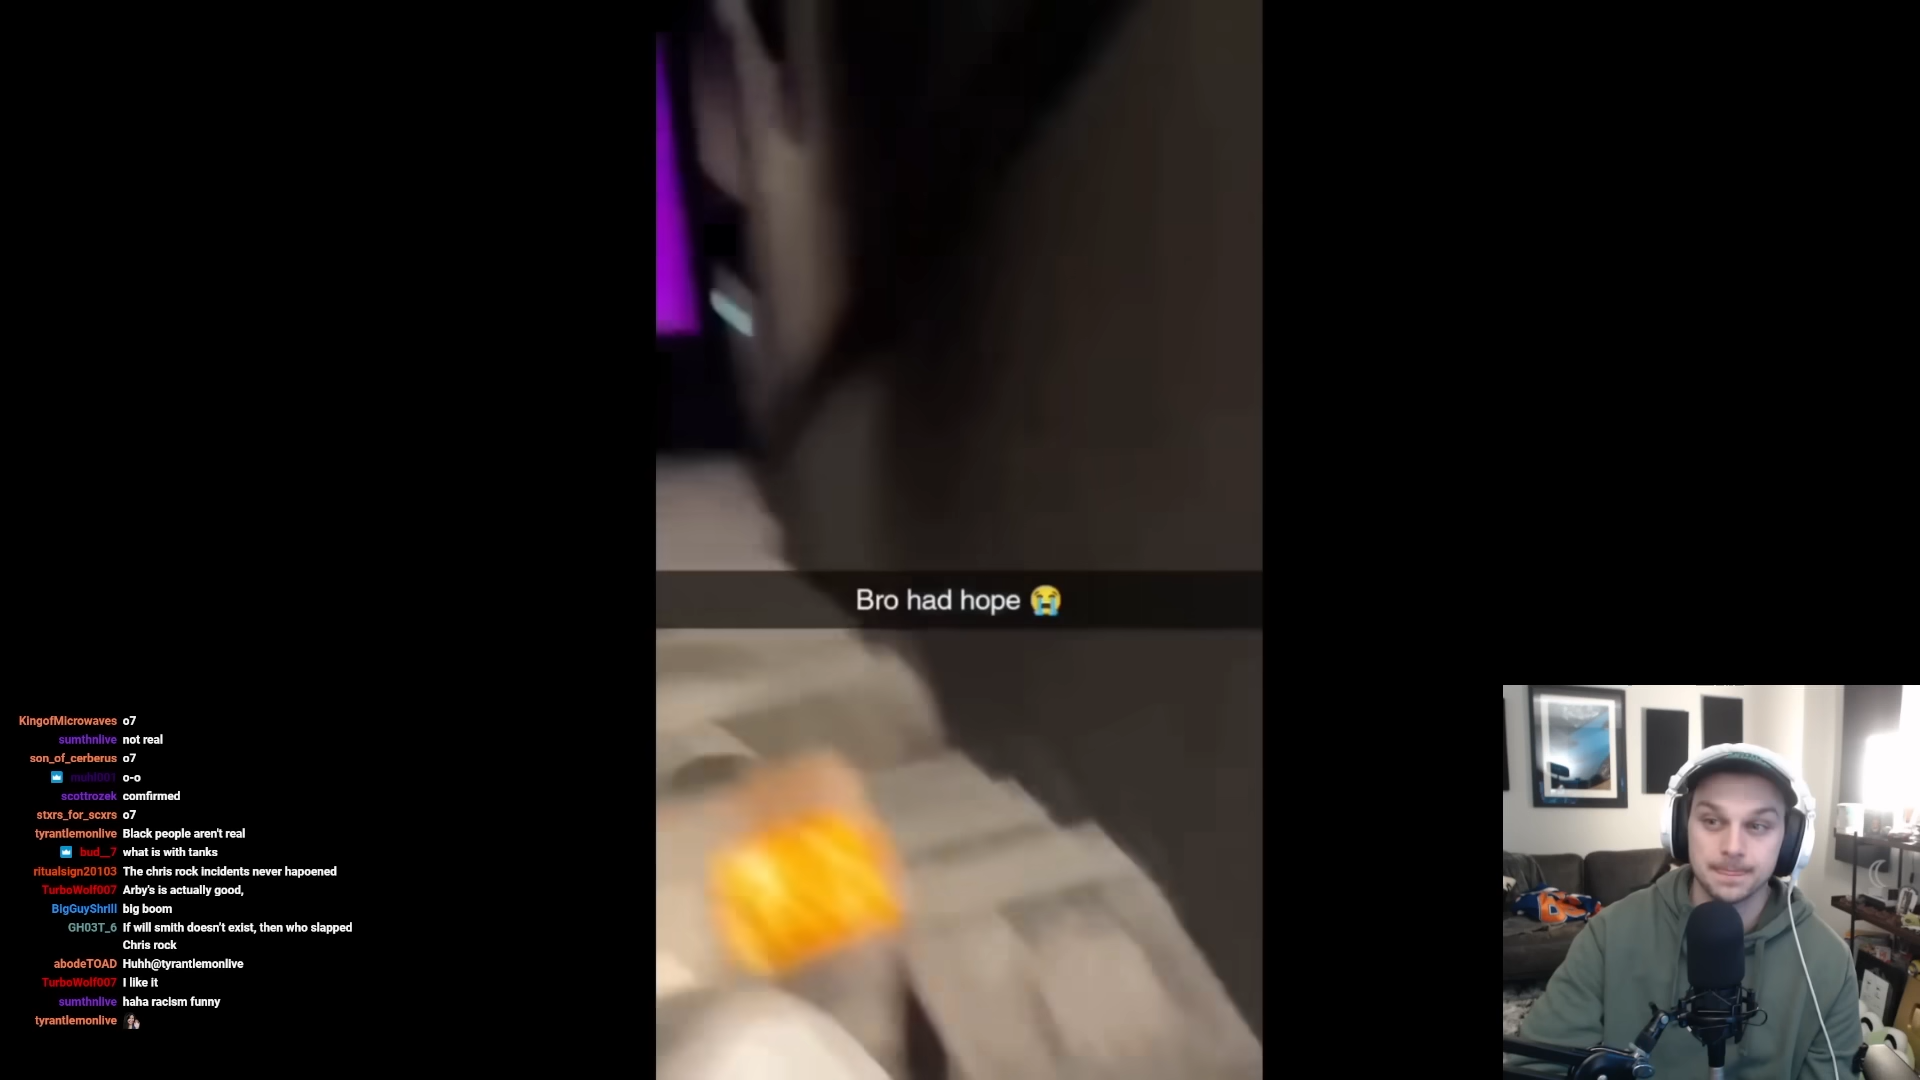 Bro had hope 😭
KingofMicrowaves o7
sumthnlive not real
son_of_cerberus o7
muhl001 o-o
scottrozek comfirmed
stxrs_for_scxrs o7
tyrantlemonlive Black people aren't real
bud__7 what is with tanks
ritualsign20103 The chris rock incidents never hapoened
TurboWolf007 Arby's is actually good,
BigGuyShrill big boom
GH03T_6 If will smith doesn't exist, then who slapped
Chris rock
abodeTOAD Huhh@tyrantlemonlive
TurboWolf007 I like it
sumthnlive haha racism funny
tyrantlemonlive